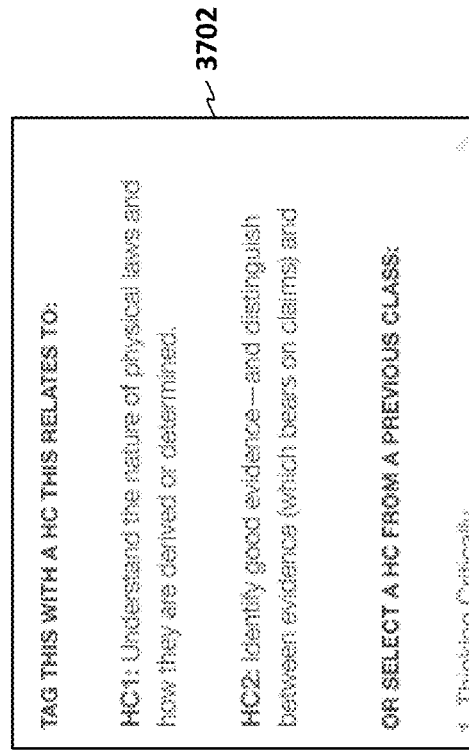 TAG THIS WITH A HC THIS RELATES TO:
HC1: Understand the nature of physical laws and
how they are derived or determined.
HC2: Identify good evidence—and distinguish
between evidence (which bears on claims) and
OR SELECT A HC FROM A PREVIOUS CLASS:
Thinking Critically
3702